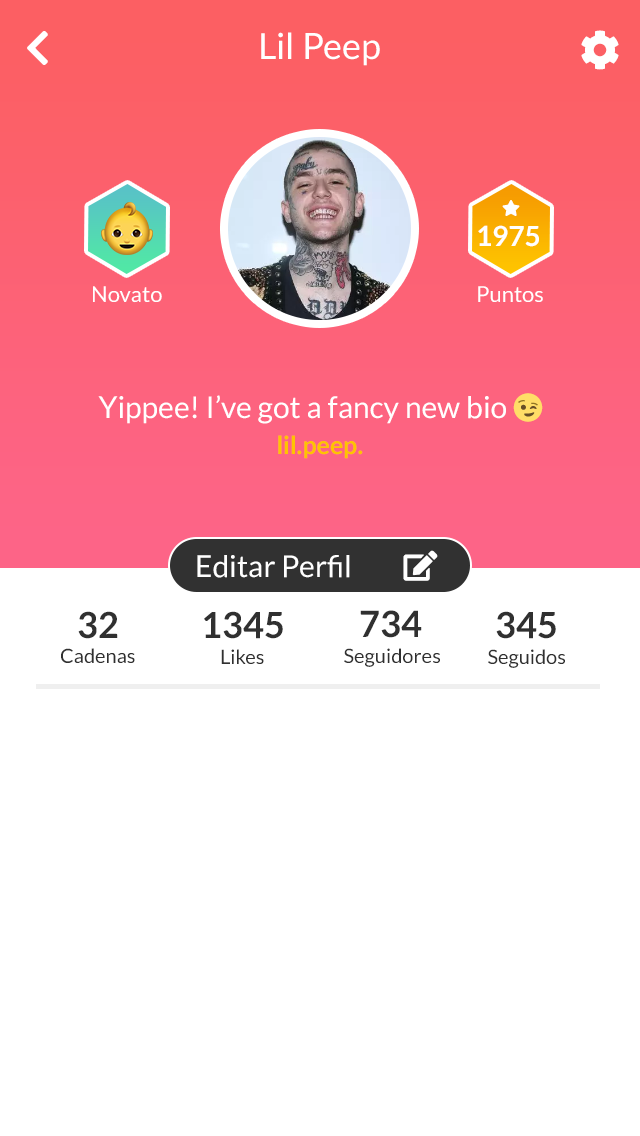 Lil Peep
1975
Novato
Puntos
Yippee! I’ve got a fancy new bio 😉
lil.peep.
Editar Perfil
32 1345 734 345
Cadenas Likes Seguidores Seguidos